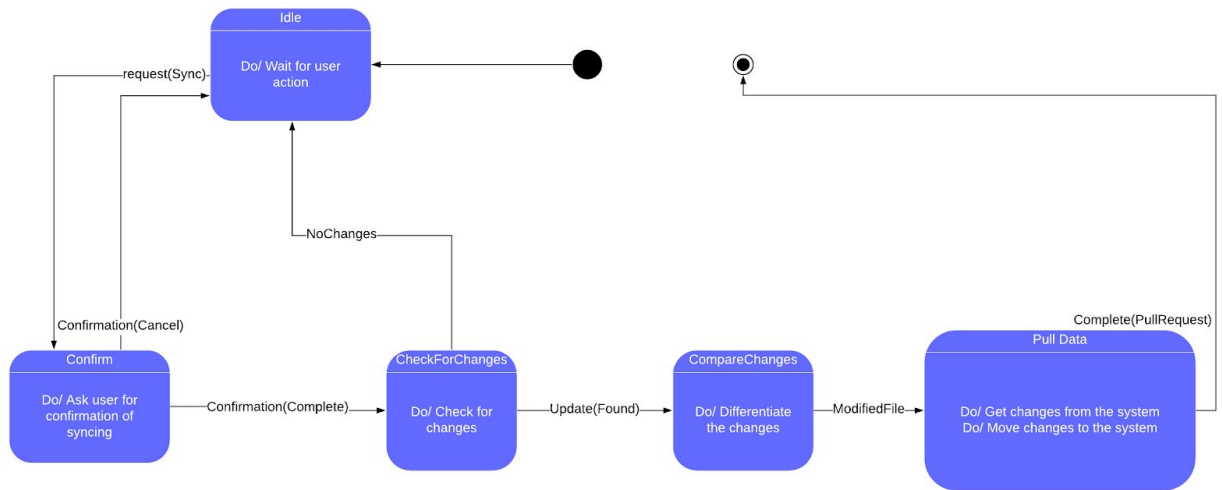 Idle
Do/ Wait for user
action
request(Sync)
NoChanges
Confirmation(Cancel)
Complete(PullRequest)
Confirm
Do/ Ask user for
confirmation of
syncing
Confirmation(Complete)
CheckForChanges
Do/ Check for
changes
Update(Found)
CompareChanges
Do/ Differentiate
the changes
ModifiedFile
Pull Data
Do/ Get changes from the system
Do/ Move changes to the system